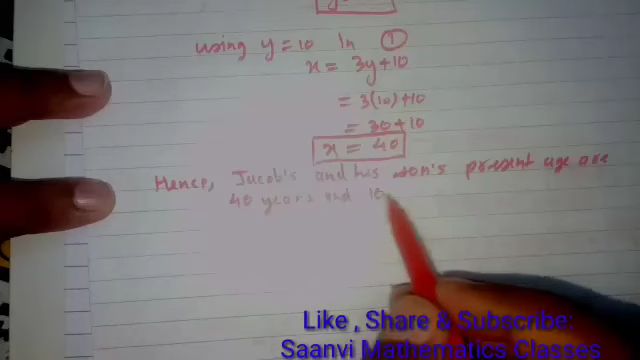 using y = 10 In ①
x = 3y + 10
= 3(10) + 10
= 30 + 10
x = 40
Hence, Jacob's and his son's present age are
40 years and 10
Like , Share & Subscribe:
Saanvi Mathematics Classes